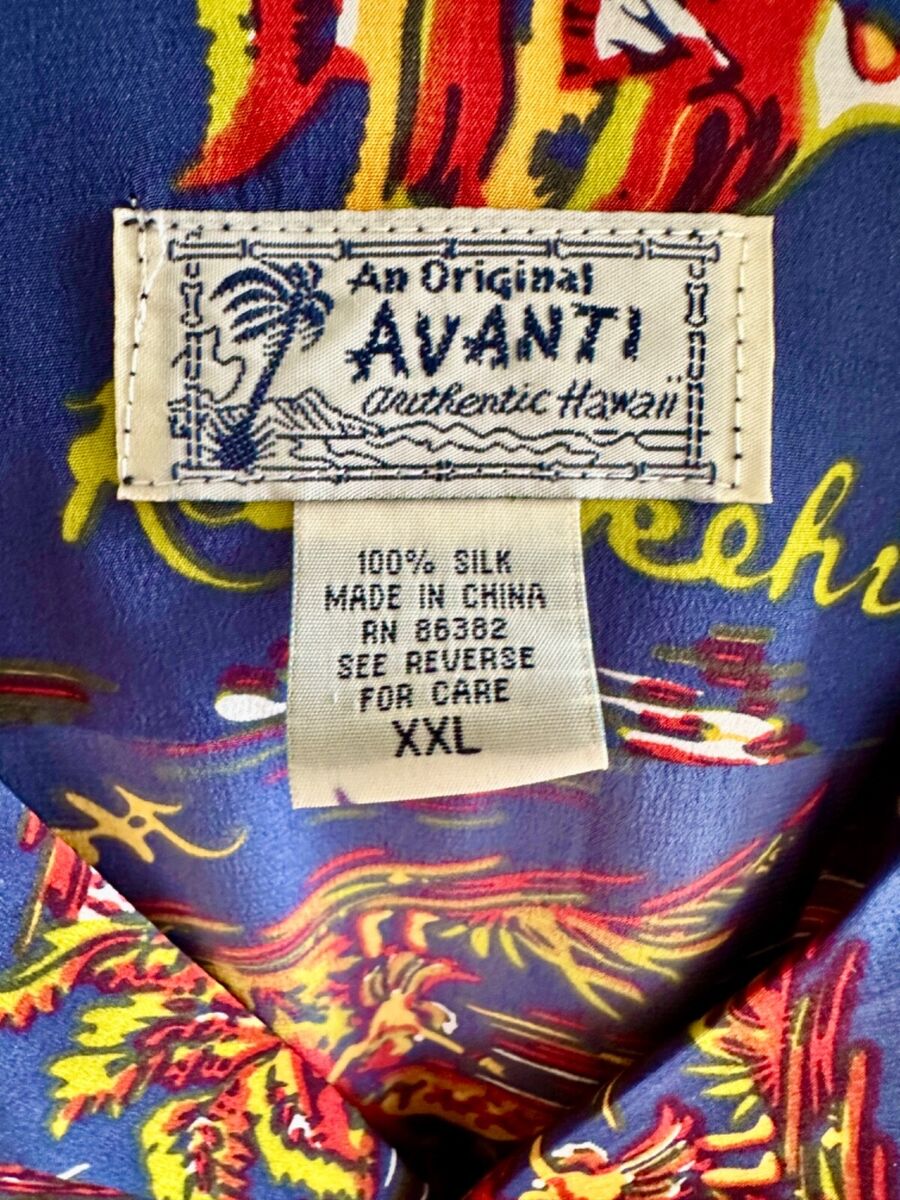 An Original
AVANTI
authentic Hawaii
100% SILK
MADE IN CHINA
RN 86382
SEE REVERSE
FOR CARE
XXL